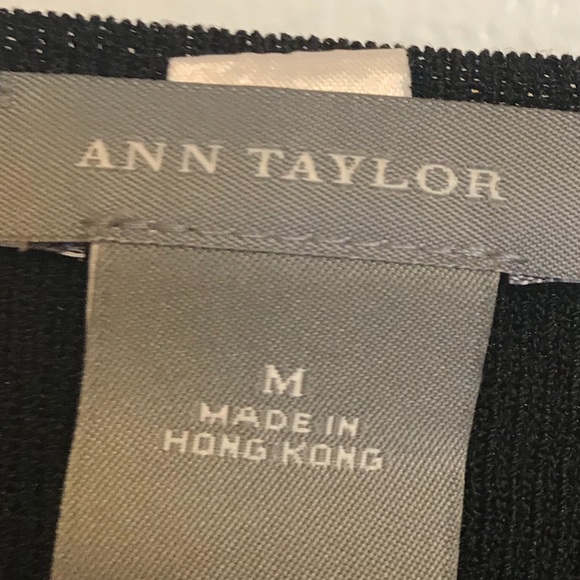 ANN TAYLOR
M
MADE IN
HONG KONG